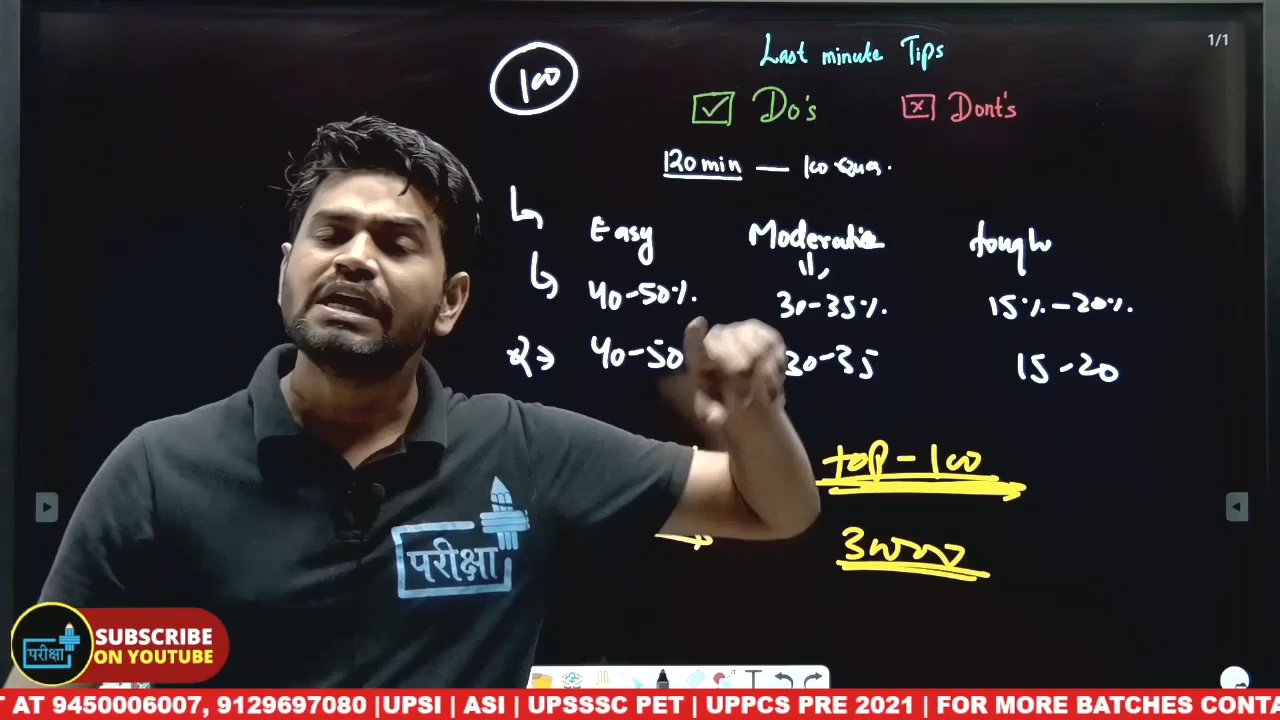 1/1
Last minute Tips
100
Do's
Dont's
120 min — 100 ques.
Easy
Moderate
tough
40-50%.
30-35%.
15%-20%.
40-50
30-35
15-20
top-100
परीक्षा
परीक्षा
SUBSCRIBE
ON YOUTUBE
T AT 9450006007, 9129697080 |UPSI | ASI | UPSSSC PET | UPPCS PRE 2021 | FOR MORE BATCHES CONTA